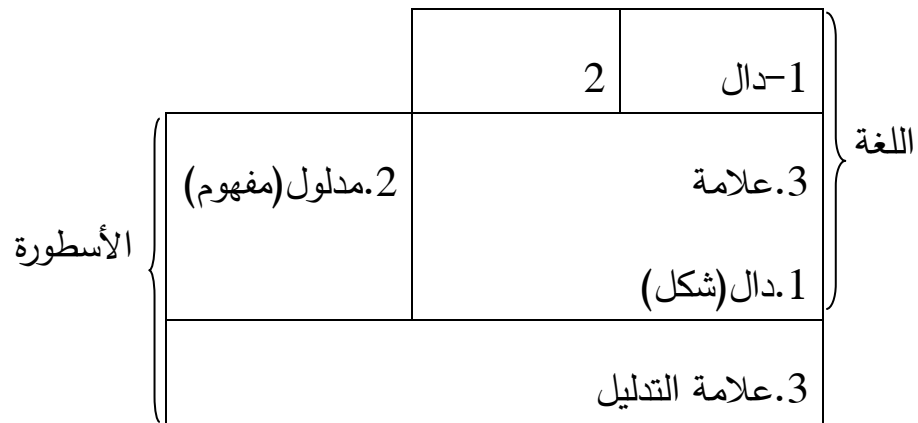 1-دال
2
اللغة
3.علامة
2.مدلول(مفهوم)
الأسطورة
1.دال(شكل)
3.علامة التدليل